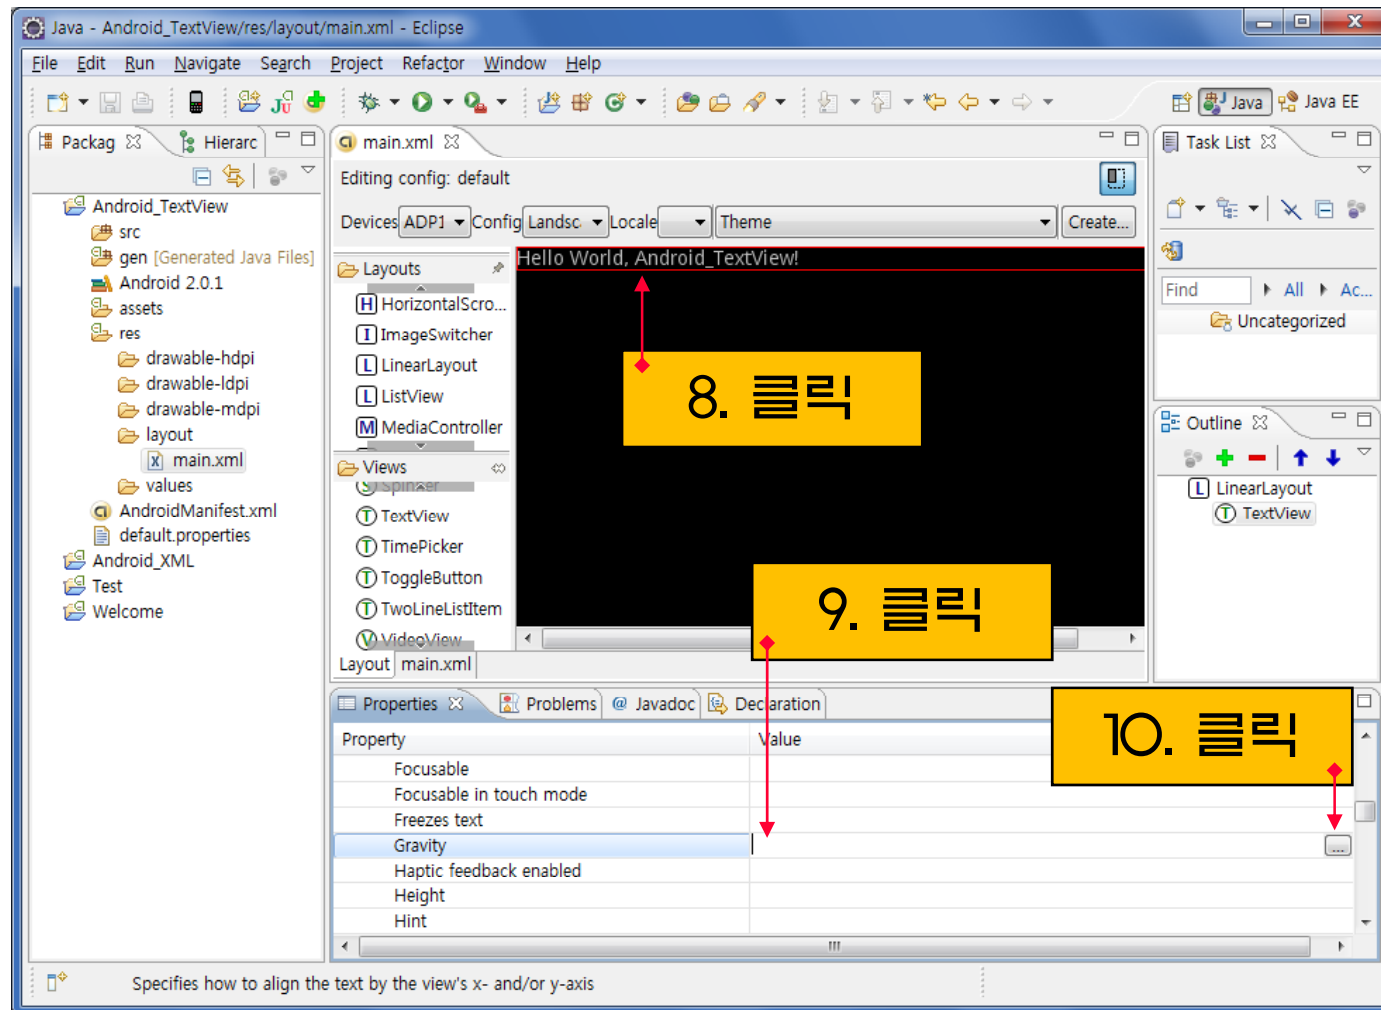 Java - Android_TextView/res/layout/main.xml - Eclipse
File Edit Run Navigate Search Project Refactor Window Help
Java Java EE
Packag Hierarc
Android_TextView
src
gen [Generated Java Files]
Android 2.0.1
assets
res
drawable-hdpi
drawable-ldpi
drawable-mdpi
layout
main.xml
values
AndroidManifest.xml
default.properties
Android_XML
Test
Welcome
main.xml
Editing config: default
Devices ADP1 Config Landsc Locale Theme Create...
Layouts
HorizontalScro...
ImageSwitcher
LinearLayout
ListView
MediaController
Views
Spinner
TextView
TimePicker
ToggleButton
TwoLineListItem
VideoView
Hello World, Android_TextView!
8. 클릭
9. 클릭
Layout main.xml
Task List
Find All Ac...
Uncategorized
Outline
LinearLayout
TextView
Properties Problems @ Javadoc Declaration
10. 클릭
Property Value
Focusable
Focusable in touch mode
Freezes text
Gravity ...
Haptic feedback enabled
Height
Hint
Specifies how to align the text by the view's x- and/or y-axis